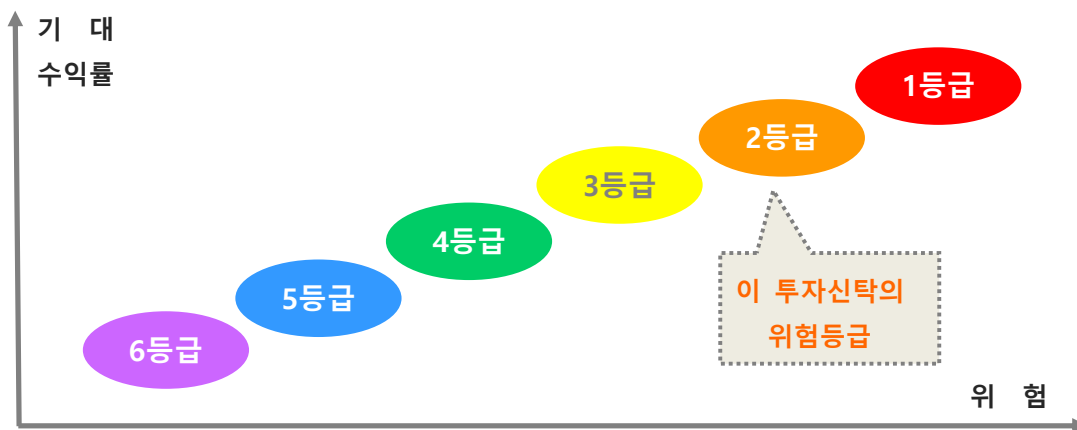 기 대
수익률
1등급
2등급
3등급
4등급
5등급
6등급
이 투자신탁의
위험등급
위 험